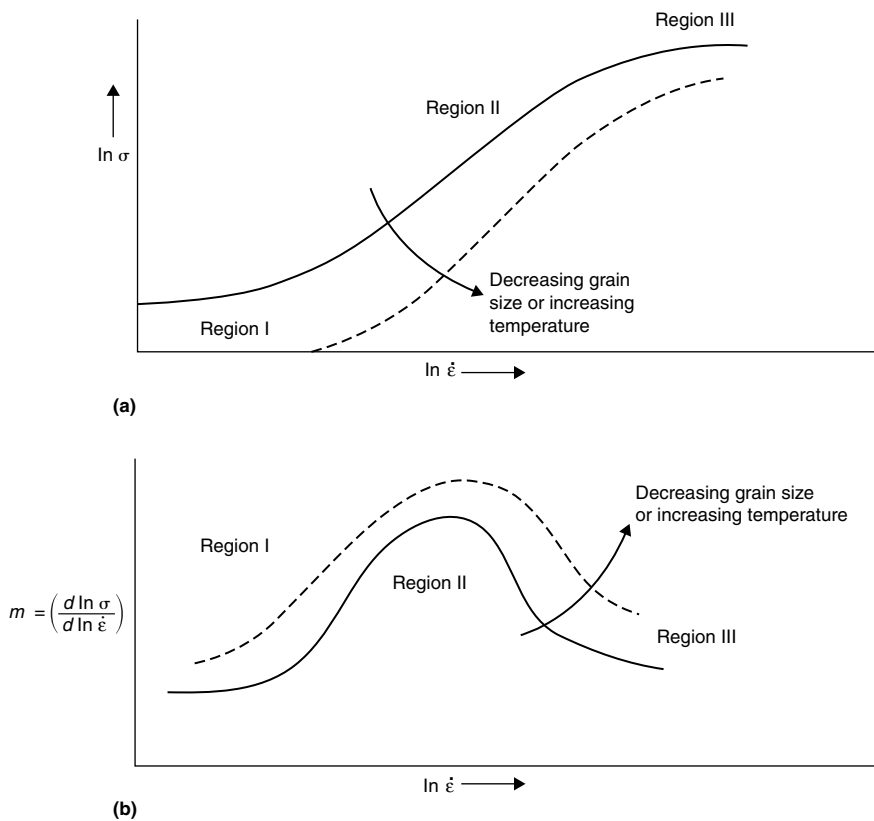 Region III
Region II
ln σ
Decreasing grain
size or increasing
temperature
Region I
ln ε̇
(a)
Decreasing grain size
or increasing temperature
Region I
Region II
m = (d ln σ / d ln ε̇)
Region III
ln ε̇
(b)